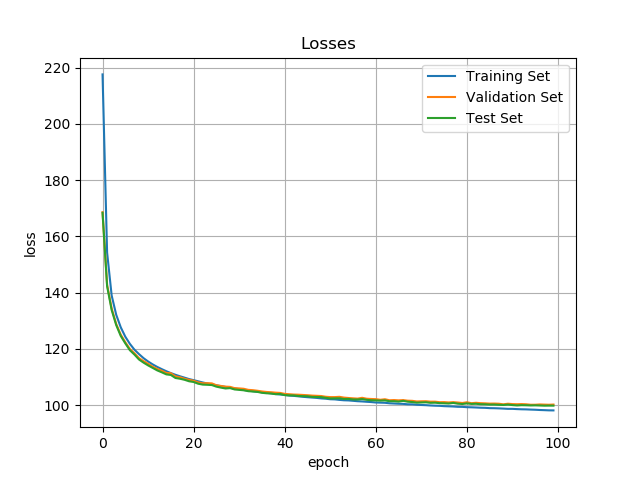 Losses
Training Set
Validation Set
Test Set
loss
220
200
180
160
140
120
100
0 20 40 60 80 100
epoch